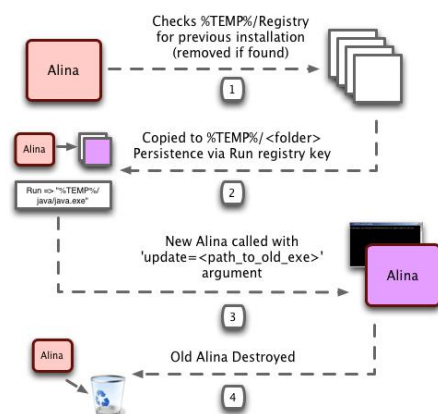 Checks %TEMP%/Registry
for previous installation
(removed if found)
Alina
1
Copied to %TEMP%/<folder>
Persistence via Run registry key
Alina
Run => "%TEMP%/
java/java.exe"
2
New Alina called with
'update=<path_to_old_exe>'
argument
Alina
3
Alina
Old Alina Destroyed
4